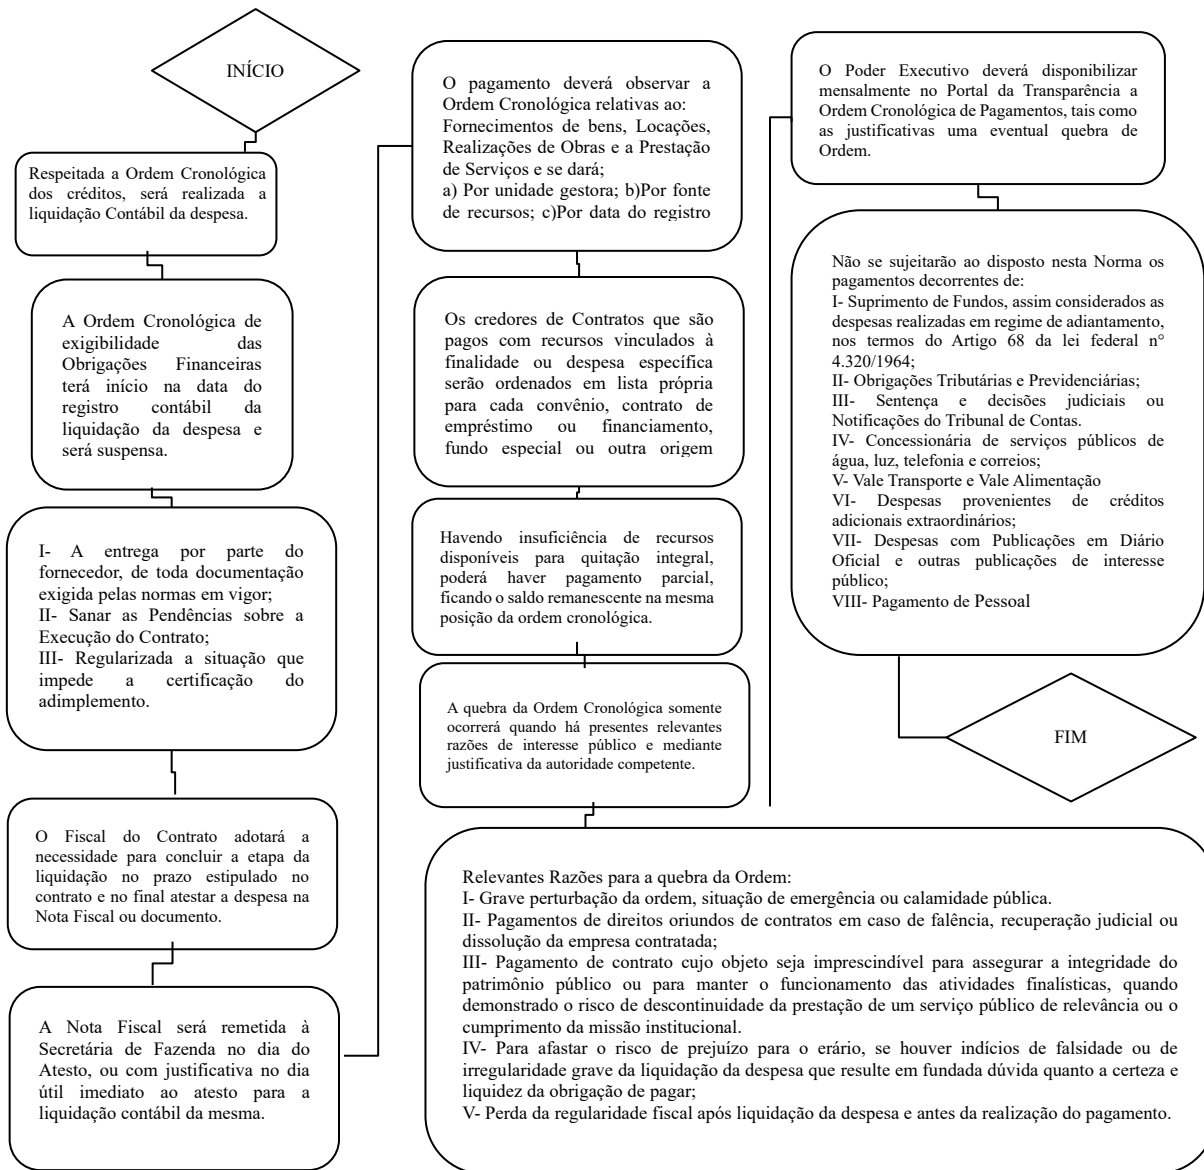 INÍCIO
Respeitada a Ordem Cronológica
dos créditos, será realizada a
liquidação Contábil da despesa.
A Ordem Cronológica de
exigibilidade das
Obrigações Financeiras
terá início na data do
registro contábil da
liquidação da despesa e
será suspensa.
I- A entrega por parte do
fornecedor, de toda documentação
exigida pelas normas em vigor;
II- Sanar as Pendências sobre a
Execução do Contrato;
III- Regularizada a situação que
impede a certificação do
adimplemento.
O Fiscal do Contrato adotará a
necessidade para concluir a etapa da
liquidação no prazo estipulado no
contrato e no final atestar a despesa na
Nota Fiscal ou documento.
A Nota Fiscal será remetida à
Secretária de Fazenda no dia do
Atesto, ou com justificativa no dia
útil imediato ao atesto para a
liquidação contábil da mesma.
O pagamento deverá observar a
Ordem Cronológica relativas ao:
Fornecimentos de bens, Locações,
Realizações de Obras e a Prestação
de Serviços e se dará;
a) Por unidade gestora; b)Por fonte
de recursos; c)Por data do registro
Os credores de Contratos que são
pagos com recursos vinculados à
finalidade ou despesa específica
serão ordenados em lista própria
para cada convênio, contrato de
empréstimo ou financiamento,
fundo especial ou outra origem
Havendo insuficiência de recursos
disponíveis para quitação integral,
poderá haver pagamento parcial,
ficando o saldo remanescente na mesma
posição da ordem cronológica.
A quebra da Ordem Cronológica somente
ocorrerá quando há presentes relevantes
razões de interesse público e mediante
justificativa da autoridade competente.
Relevantes Razões para a quebra da Ordem:
I- Grave perturbação da ordem, situação de emergência ou calamidade pública.
II- Pagamentos de direitos oriundos de contratos em caso de falência, recuperação judicial ou
dissolução da empresa contratada;
III- Pagamento de contrato cujo objeto seja imprescindível para assegurar a integridade do
patrimônio público ou para manter o funcionamento das atividades finalísticas, quando
demonstrado o risco de descontinuidade da prestação de um serviço público de relevância ou o
cumprimento da missão institucional.
IV- Para afastar o risco de prejuízo para o erário, se houver indícios de falsidade ou de
irregularidade grave da liquidação da despesa que resulte em fundada dúvida quanto a certeza e
liquidez da obrigação de pagar;
V- Perda da regularidade fiscal após liquidação da despesa e antes da realização do pagamento.
O Poder Executivo deverá disponibilizar
mensalmente no Portal da Transparência a
Ordem Cronológica de Pagamentos, tais como
as justificativas uma eventual quebra de
Ordem.
Não se sujeitarão ao disposto nesta Norma os
pagamentos decorrentes de:
I- Suprimento de Fundos, assim considerados as
despesas realizadas em regime de adiantamento,
nos termos do Artigo 68 da lei federal n°
4.320/1964;
II- Obrigações Tributárias e Previdenciárias;
III- Sentença e decisões judiciais ou
Notificações do Tribunal de Contas.
IV- Concessionária de serviços públicos de
água, luz, telefonia e correios;
V- Vale Transporte e Vale Alimentação
VI- Despesas provenientes de créditos
adicionais extraordinários;
VII- Despesas com Publicações em Diário
Oficial e outras publicações de interesse
público;
VIII- Pagamento de Pessoal
FIM